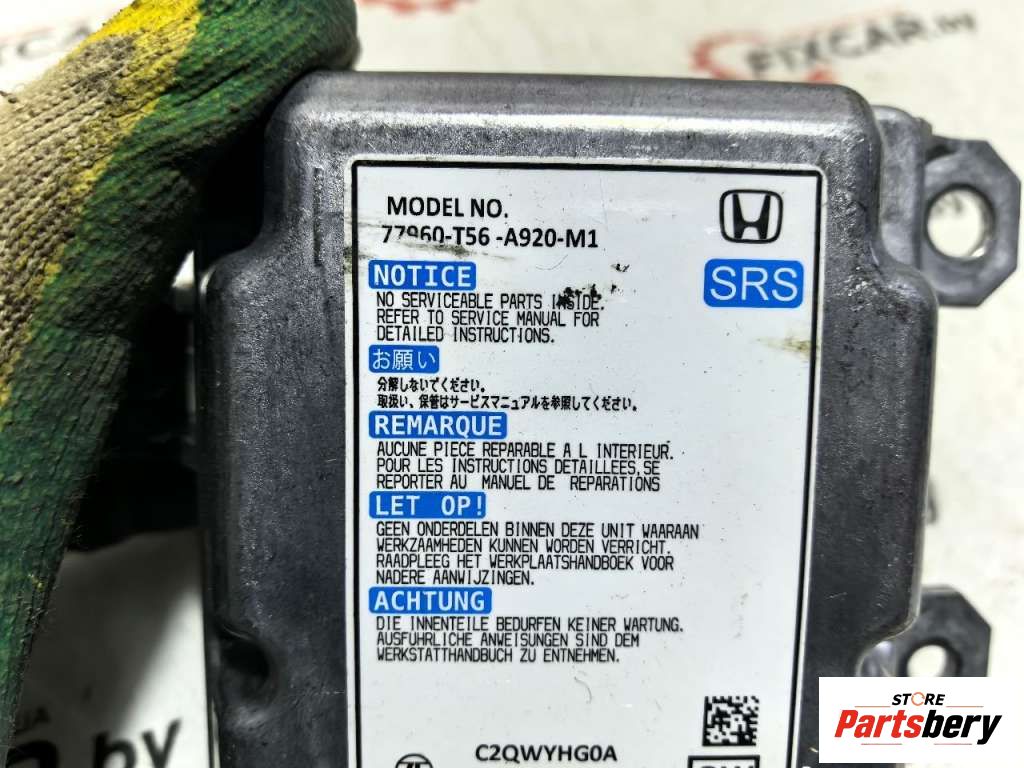 FIXCAR.by
MODEL NO.
77960-T56 -A920-M1
SRS
NOTICE
NO SERVICEABLE PARTS INSIDE.
REFER TO SERVICE MANUAL FOR
DETAILED INSTRUCTIONS.
お願い
分解しないでください。
取扱い、保管はサービスマニュアルを参照してください。
REMARQUE
AUCUNE PIECE REPARABLE A L INTERIEUR.
POUR LES INSTRUCTIONS DETAILLEES,SE
REPORTER AU MANUEL DE REPARATIONS
LET OP!
GEEN ONDERDELEN BINNEN DEZE UNIT WAARAAN
WERKZAAMHEDEN KUNNEN WORDEN VERRICHT.
RAADPLEEG HET WERKPLAATSHANDBOEK VOOR
NADERE AANWIJZINGEN.
ACHTUNG
DIE INNENTEILE BEDURFEN KEINER WARTUNG.
AUSFUHRLICHE ANWEISUNGEN SIND DEM
WERKSTATTHANDBUCH ZU ENTNEHMEN.
C2QWYHG0A
by
STORE
Partsbery